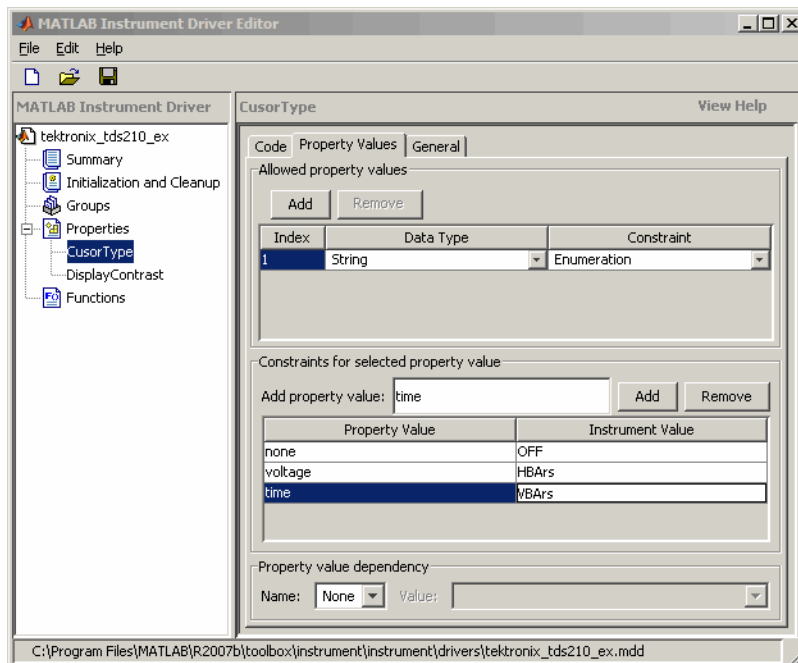 MATLAB Instrument Driver Editor
File Edit Help
MATLAB Instrument Driver
CusorType
View Help
tektronix_tds210_ex
Summary
Initialization and Cleanup
Groups
Properties
CusorType
DisplayContrast
Functions
Code Property Values General
Allowed property values
Add Remove
Index Data Type Constraint
1 String Enumeration
Constraints for selected property value
Add property value: time Add Remove
Property Value Instrument Value
none OFF
voltage HBArs
time VBArs
Property value dependency
Name: None Value:
C:\Program Files\MATLAB\R2007b\toolbox\instrument\instrument\drivers\tektronix_tds210_ex.mdd